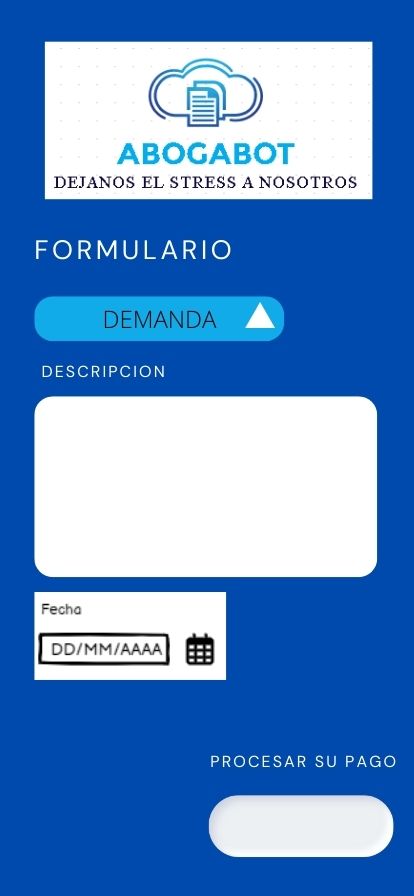 ABOGABOT
DEJANOS EL STRESS A NOSOTROS
FORMULARIO
DEMANDA
DESCRIPCION
Fecha
DD/MM/AAAA
PROCESAR SU PAGO